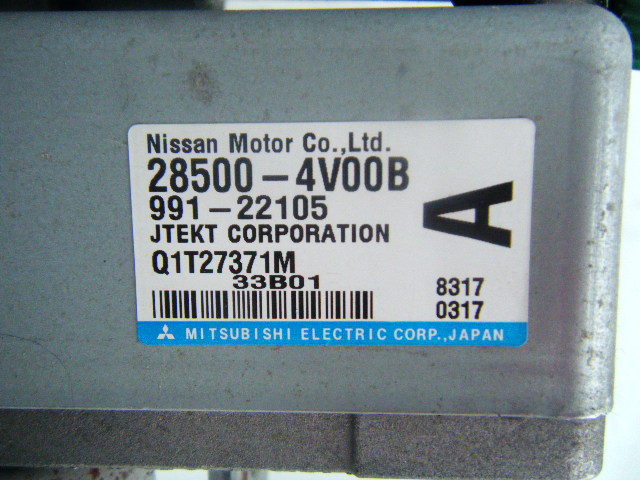 Nissan Motor Co.,Ltd.
28500-4V00B
991-22105
JTEKT CORPORATION
Q1T27371M
33B01
A
8317
0317
MITSUBISHI ELECTRIC CORP.,JAPAN